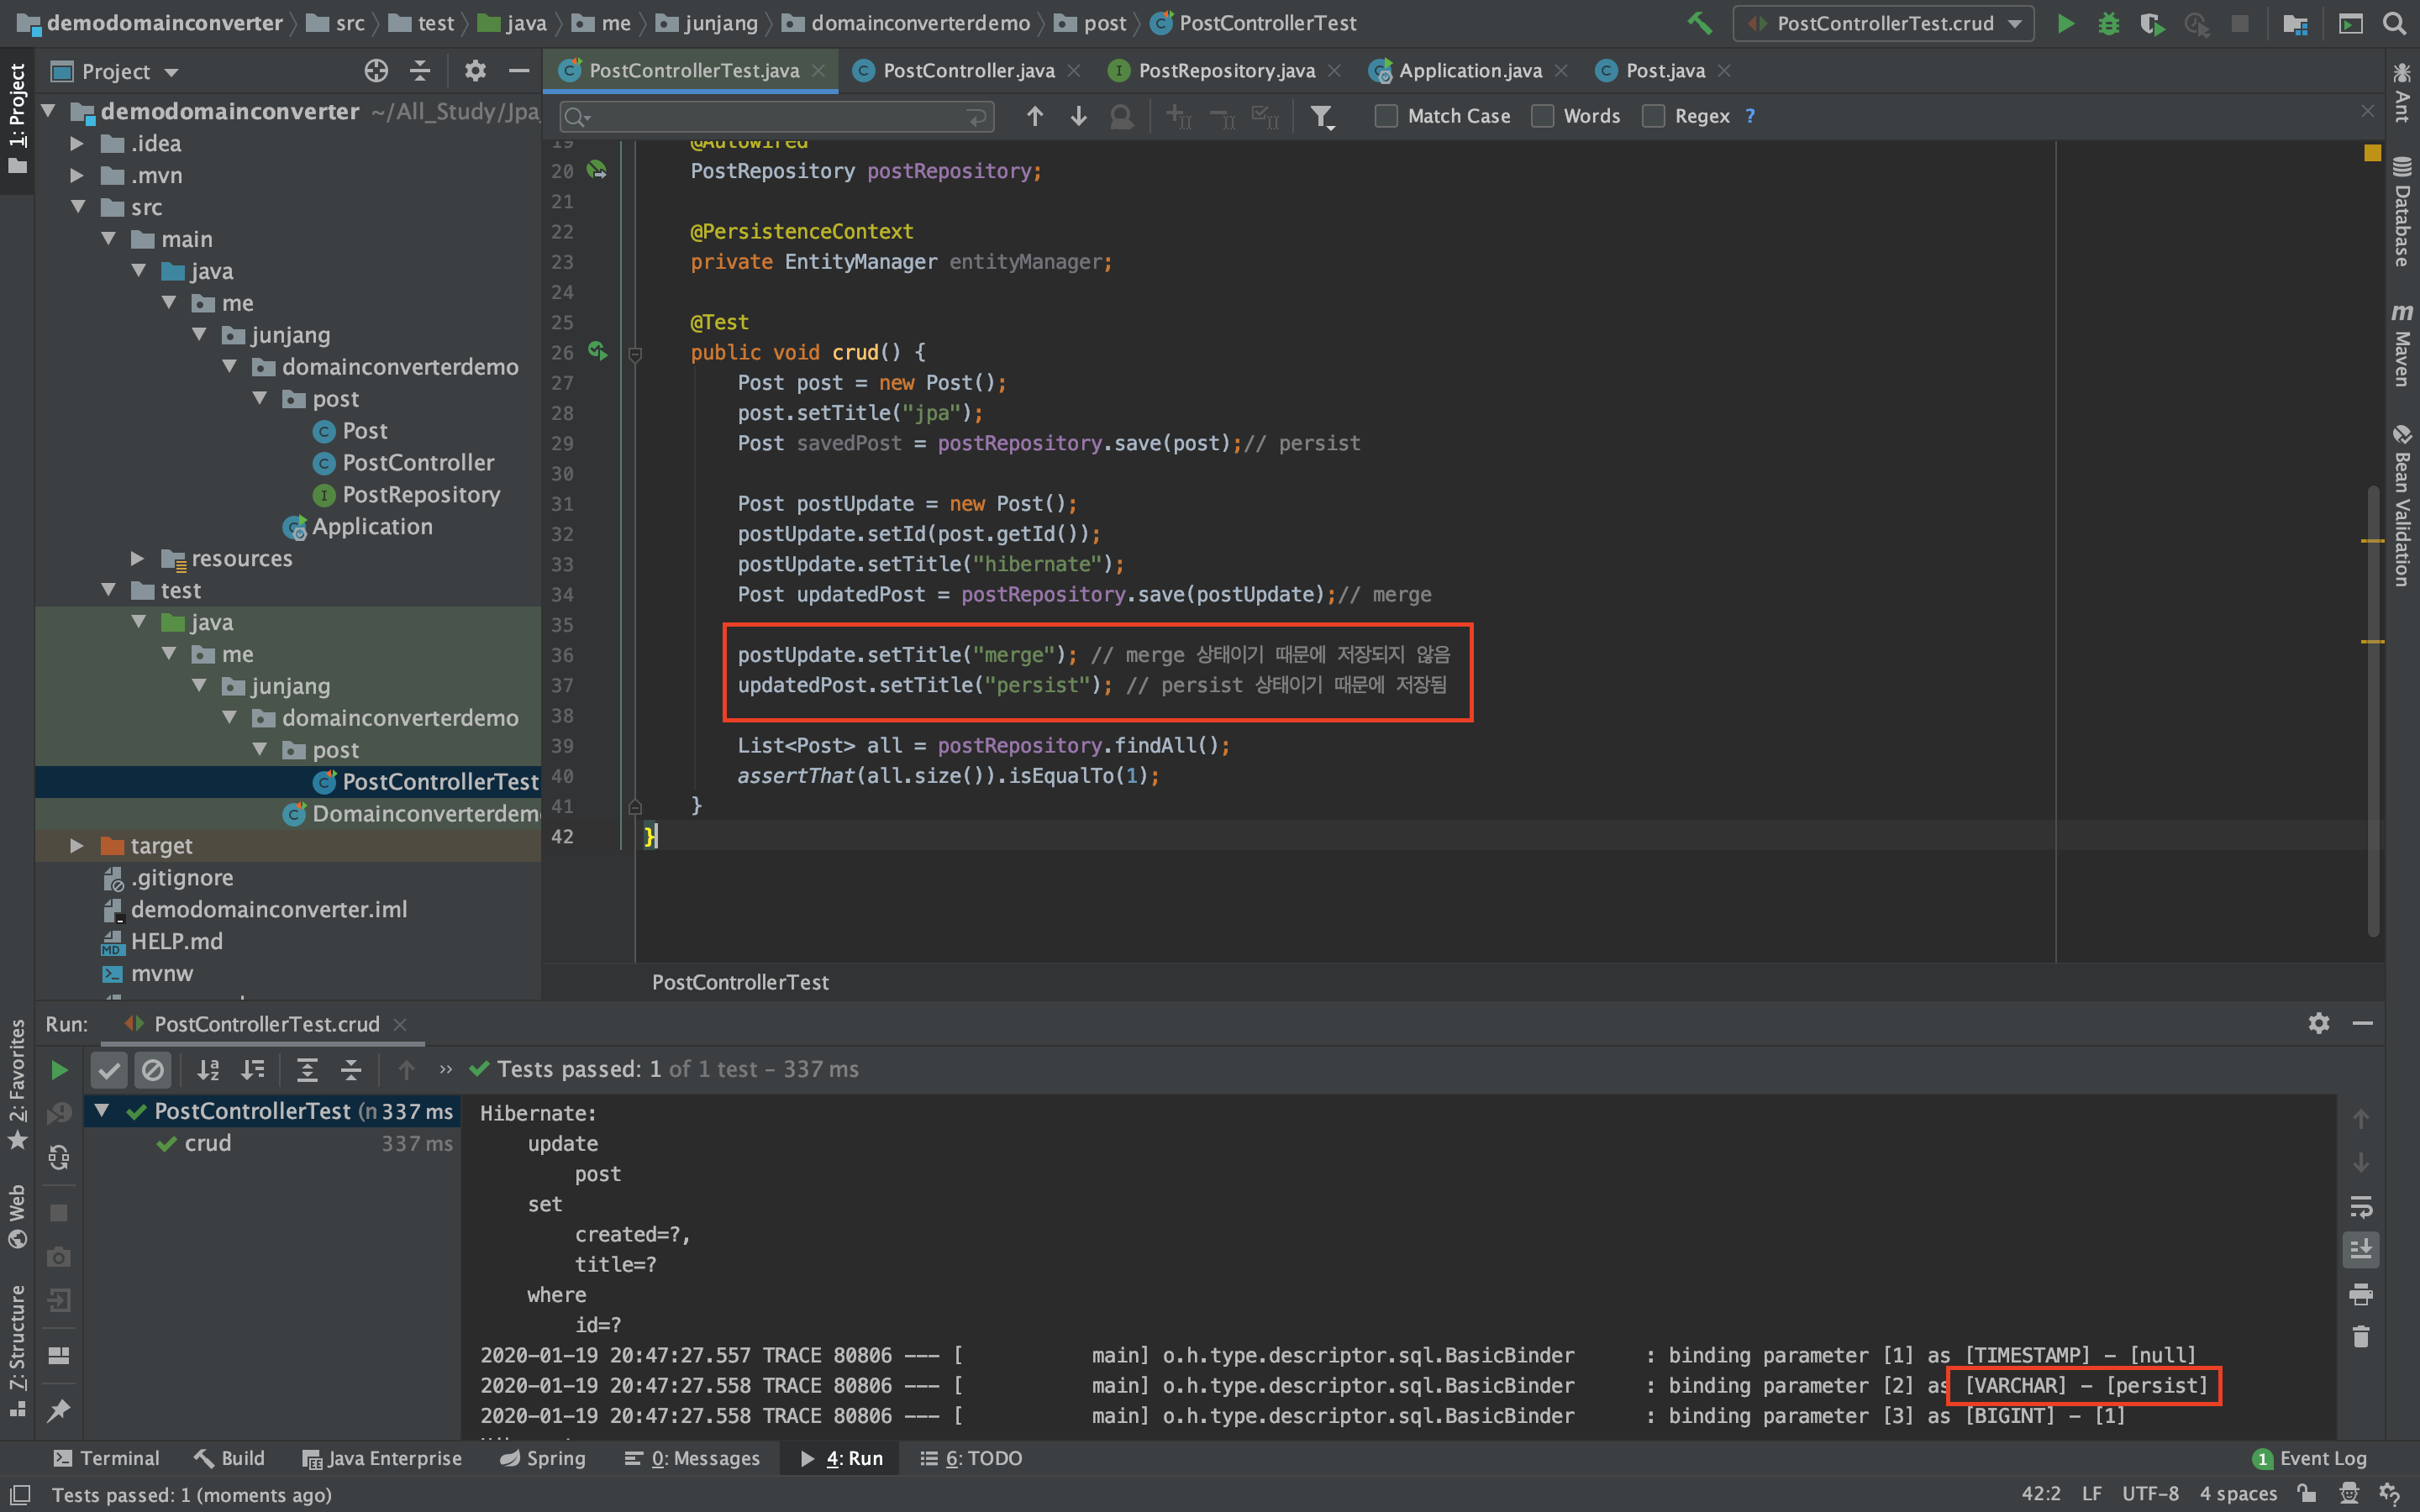 demodomainconverter src test java me junjang domainconverterdemo post PostControllerTest PostControllerTest.crud
Project
PostControllerTest.java PostController.java PostRepository.java Application.java Post.java
Match Case Words Regex ?
demodomainconverter ~/All_Study/Jpa
.idea
.mvn
src
main
java
me
junjang
domainconverterdemo
post
Post
PostController
PostRepository
Application
resources
test
java
me
junjang
domainconverterdemo
post
PostControllerTest
Domainconverterdem
target
.gitignore
demodomainconverter.iml
HELP.md
mvnw
1: Project
2: Favorites
Web
Z: Structure
Ant
Database
Maven
Bean Validation
19 @Autowired
20 PostRepository postRepository;
21
22 @PersistenceContext
23 private EntityManager entityManager;
24
25 @Test
26 public void crud() {
27 Post post = new Post();
28 post.setTitle("jpa");
29 Post savedPost = postRepository.save(post);// persist
30
31 Post postUpdate = new Post();
32 postUpdate.setId(post.getId());
33 postUpdate.setTitle("hibernate");
34 Post updatedPost = postRepository.save(postUpdate);// merge
35
36 postUpdate.setTitle("merge"); // merge 상태이기 때문에 저장되지 않음
37 updatedPost.setTitle("persist"); // persist 상태이기 때문에 저장됨
38
39 List<Post> all = postRepository.findAll();
40 assertThat(all.size()).isEqualTo(1);
41 }
42 }
PostControllerTest
Run: PostControllerTest.crud
Tests passed: 1 of 1 test – 337 ms
PostControllerTest (n 337 ms
crud 337 ms
Hibernate:
update
post
set
created=?,
title=?
where
id=?
2020-01-19 20:47:27.557 TRACE 80806 --- [ main] o.h.type.descriptor.sql.BasicBinder : binding parameter [1] as [TIMESTAMP] - [null]
2020-01-19 20:47:27.558 TRACE 80806 --- [ main] o.h.type.descriptor.sql.BasicBinder : binding parameter [2] as [VARCHAR] - [persist]
2020-01-19 20:47:27.558 TRACE 80806 --- [ main] o.h.type.descriptor.sql.BasicBinder : binding parameter [3] as [BIGINT] - [1]
Terminal Build Java Enterprise Spring 0: Messages 4: Run 6: TODO 1 Event Log
Tests passed: 1 (moments ago) 42:2 LF UTF-8 4 spaces